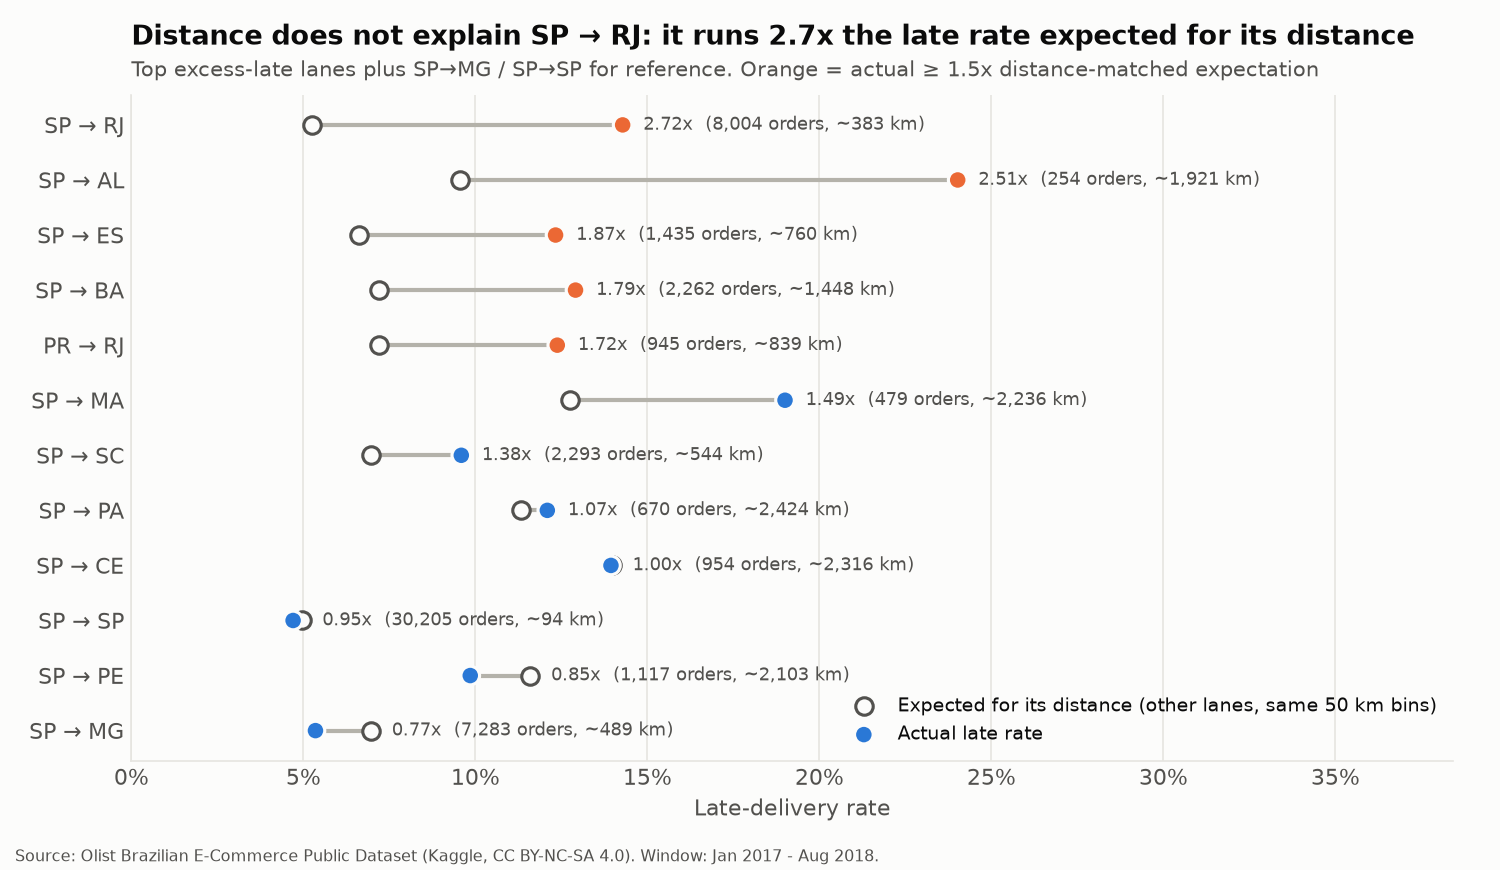 Distance does not explain SP → RJ: it runs 2.7x the late rate expected for its distance
Top excess-late lanes plus SP→MG / SP→SP for reference. Orange = actual ≥ 1.5x distance-matched expectation
SP → RJ 2.72x (8,004 orders, ~383 km)
SP → AL 2.51x (254 orders, ~1,921 km)
SP → ES 1.87x (1,435 orders, ~760 km)
SP → BA 1.79x (2,262 orders, ~1,448 km)
PR → RJ 1.72x (945 orders, ~839 km)
SP → MA 1.49x (479 orders, ~2,236 km)
SP → SC 1.38x (2,293 orders, ~544 km)
SP → PA 1.07x (670 orders, ~2,424 km)
SP → CE 1.00x (954 orders, ~2,316 km)
SP → SP 0.95x (30,205 orders, ~94 km)
SP → PE 0.85x (1,117 orders, ~2,103 km)
SP → MG 0.77x (7,283 orders, ~489 km)
Expected for its distance (other lanes, same 50 km bins)
Actual late rate
0% 5% 10% 15% 20% 25% 30% 35%
Late-delivery rate
Source: Olist Brazilian E-Commerce Public Dataset (Kaggle, CC BY-NC-SA 4.0). Window: Jan 2017 - Aug 2018.